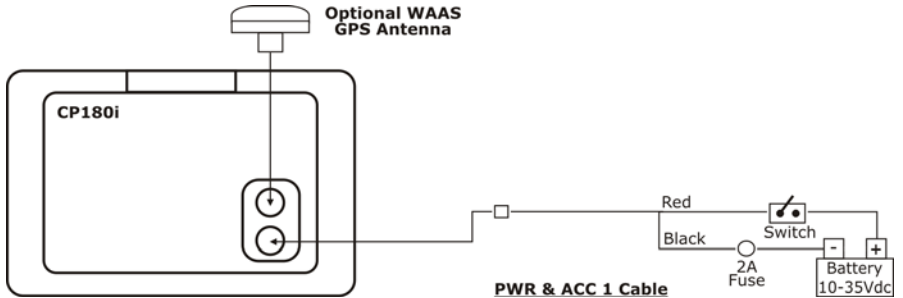 Optional WAAS
GPS Antenna
CP180i
Red
Switch
Black
2A
Fuse
- +
Battery
10-35Vdc
PWR & ACC 1 Cable